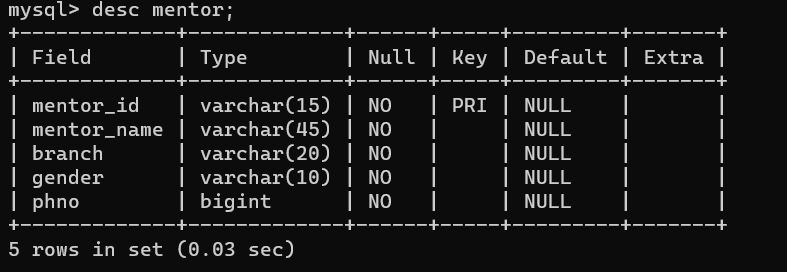 mysql> desc mentor;
+-------------+-------------+------+-----+---------+-------+
| Field       | Type        | Null | Key | Default | Extra |
+-------------+-------------+------+-----+---------+-------+
| mentor_id   | varchar(15) | NO   | PRI | NULL    |       |
| mentor_name | varchar(45) | NO   |     | NULL    |       |
| branch      | varchar(20) | NO   |     | NULL    |       |
| gender      | varchar(10) | NO   |     | NULL    |       |
| phno        | bigint      | NO   |     | NULL    |       |
+-------------+-------------+------+-----+---------+-------+
5 rows in set (0.03 sec)